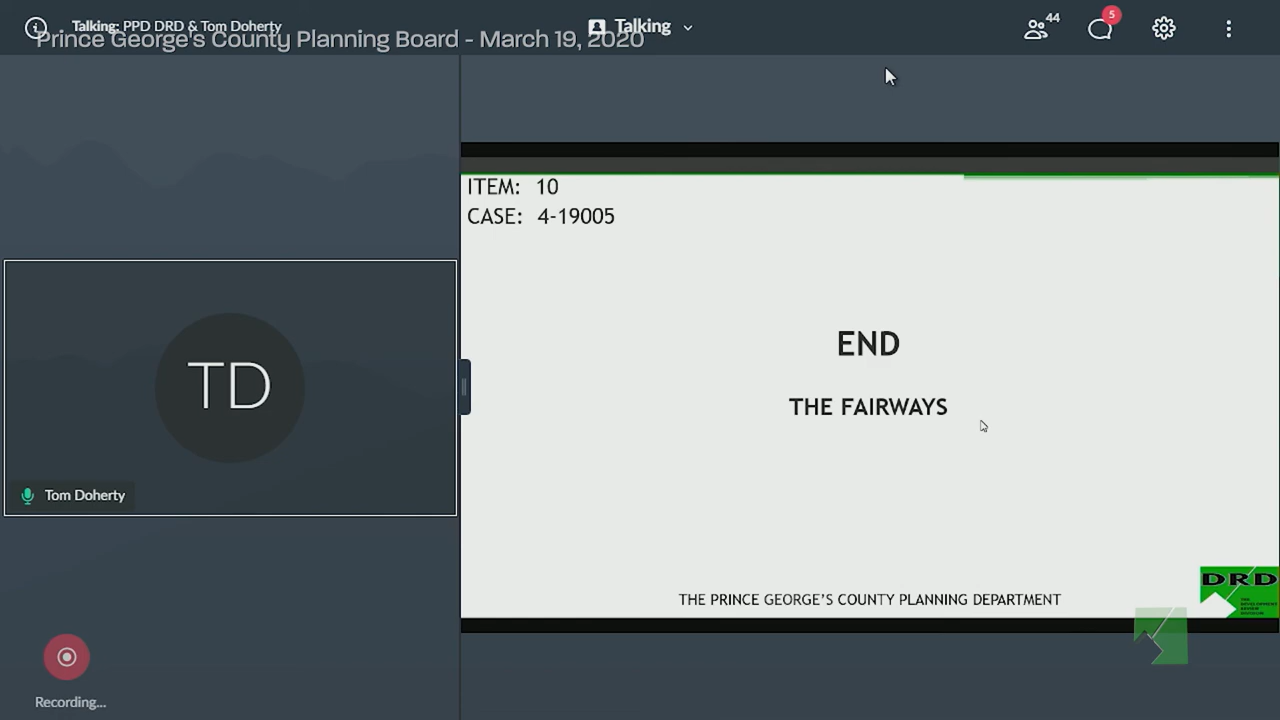 Talking: PPD DRD & Tom Doherty
Talking
44
5
Prince George's County Planning Board - March 19, 2020
ITEM: 10
CASE: 4-19005
END
THE FAIRWAYS
TD
Tom Doherty
THE PRINCE GEORGE'S COUNTY PLANNING DEPARTMENT
DRD
Recording...